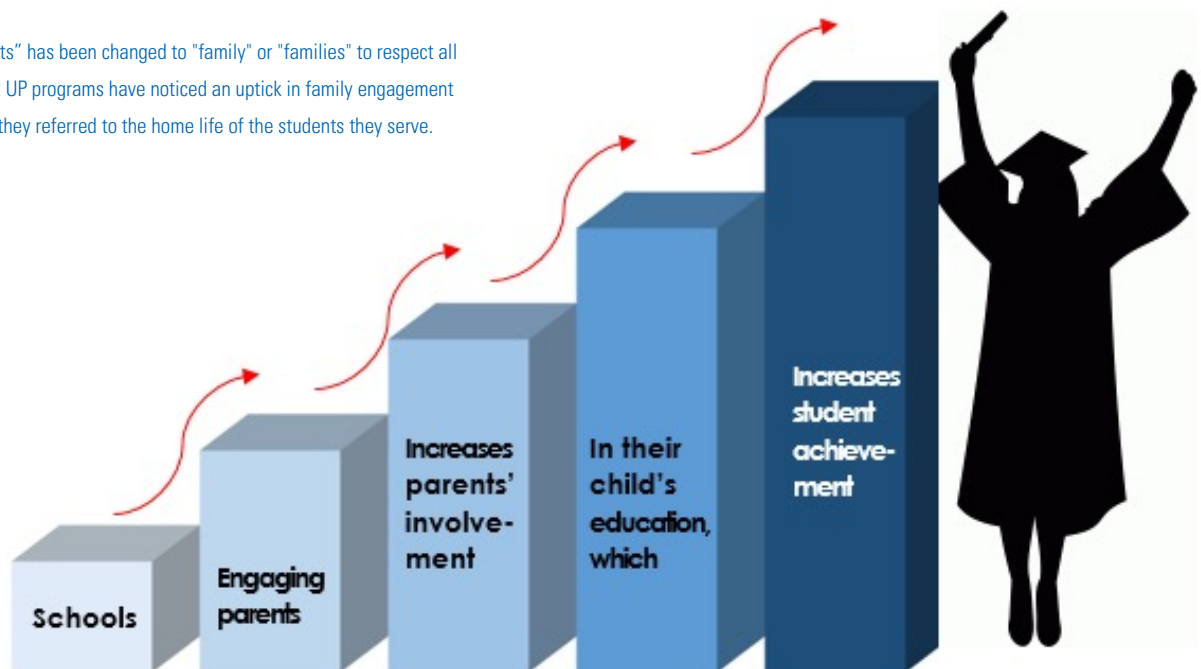 ts” has been changed to "family" or "families" to respect all
UP programs have noticed an uptick in family engagement
they referred to the home life of the students they serve.
Schools
Engaging
parents
Increases
parents’
involve-
ment
In their
child’s
education,
which
Increases
student
achieve-
ment